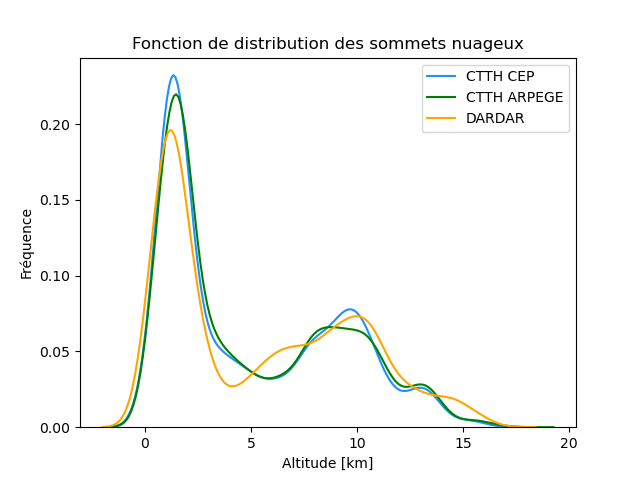 Fonction de distribution des sommets nuageux
CTTH CEP
CTTH ARPEGE
DARDAR
Fréquence
0.20
0.15
0.10
0.05
0.00
0
5
10
15
20
Altitude [km]